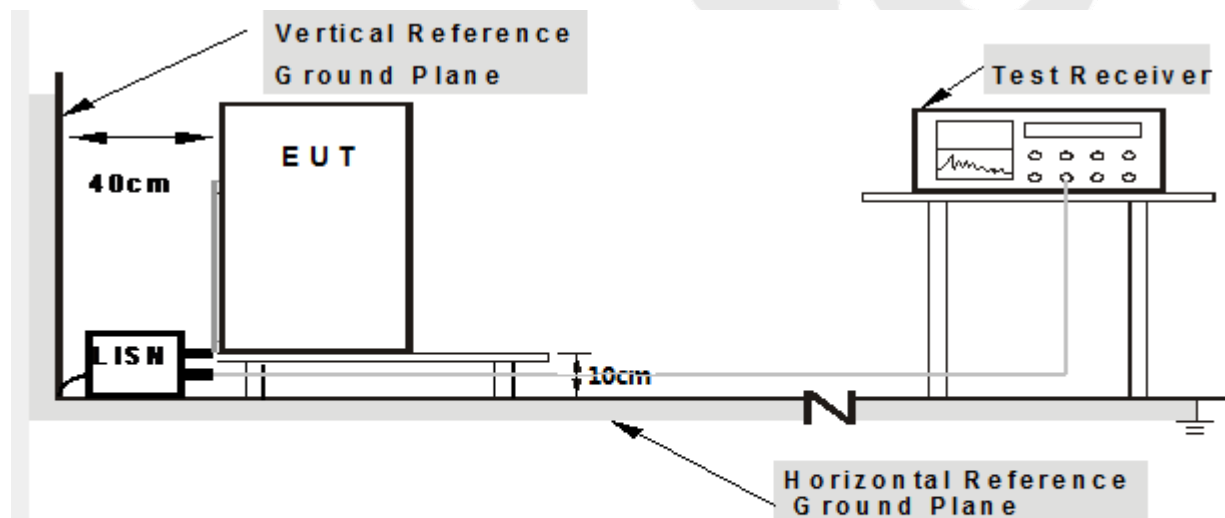 Vertical Reference
Ground Plane
Test Receiver
EUT
40cm
LISN
10cm
Horizontal Reference
Ground Plane